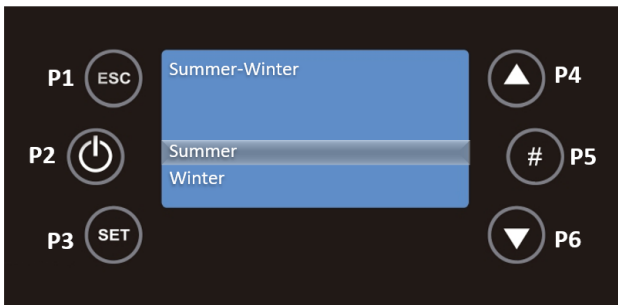 Summer-Winter
P1 ESC
P4
P2
Summer
# P5
Winter
P3 SET
P6